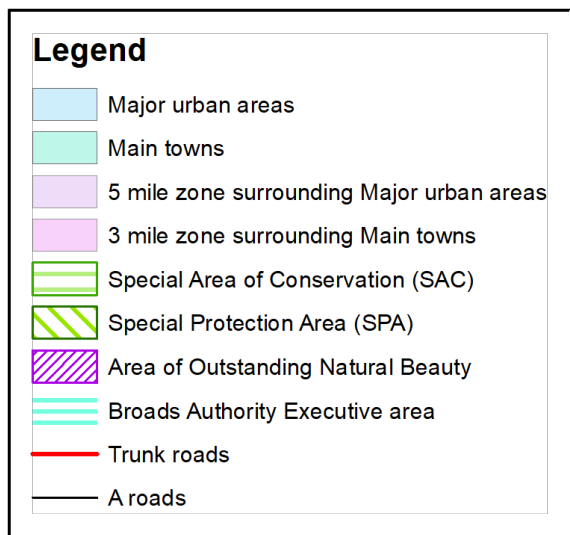 Legend
Major urban areas
Main towns
5 mile zone surrounding Major urban areas
3 mile zone surrounding Main towns
Special Area of Conservation (SAC)
Special Protection Area (SPA)
Area of Outstanding Natural Beauty
Broads Authority Executive area
Trunk roads
A roads